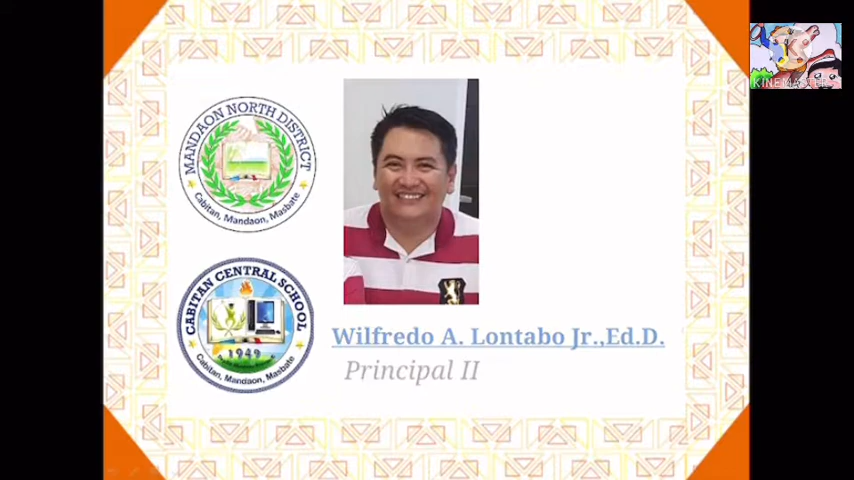 MANDAON NORTH DISTRICT
Cabitan, Mandaon, Masbate
CABITAN CENTRAL SCHOOL
1949
Cabitan, Mandaon, Masbate
Wilfredo A. Lontabo Jr.,Ed.D.
Principal II
KINEMASTER